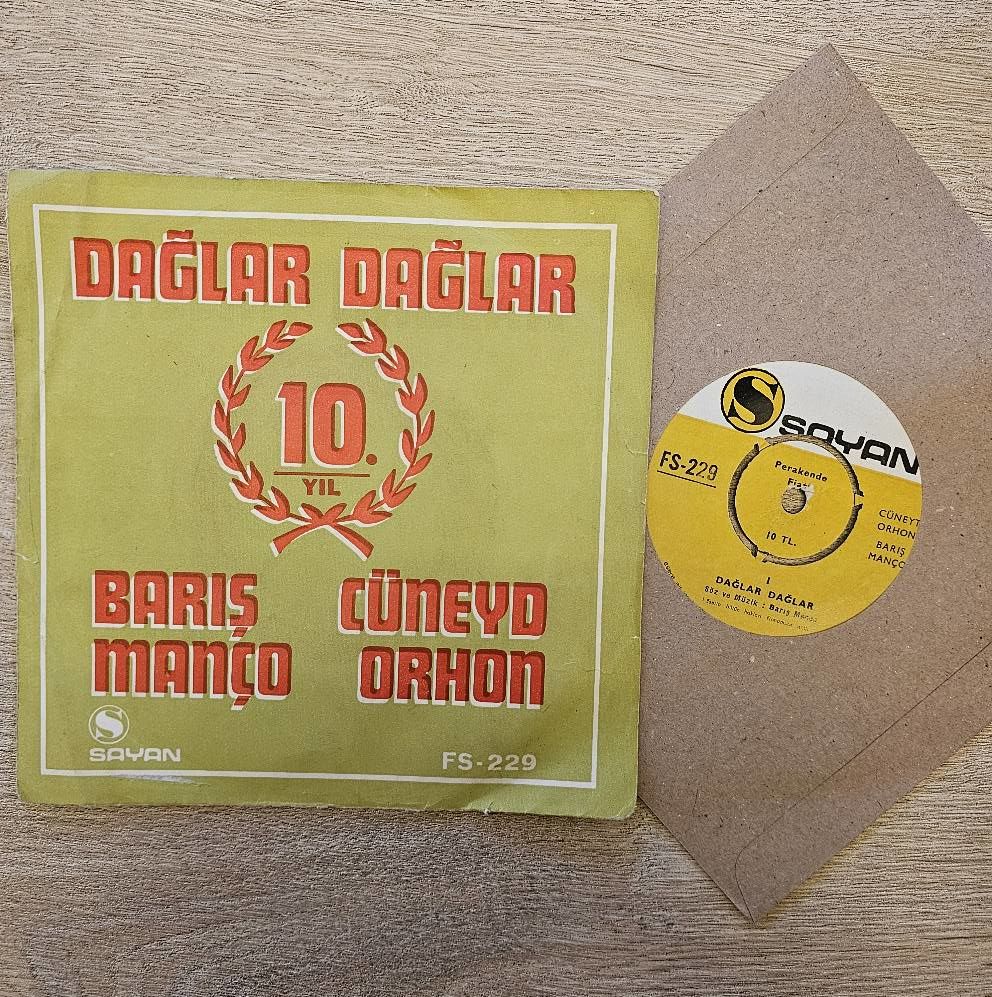 DAĞLAR DAĞLAR
10.
YIL
BARIŞ CÜNEYD
MANÇO ORHON
S
SAYAN
FS-229
S
SAYAN
FS-229
Perakende
10 TL.
CÜNEYT
ORHON
BARIŞ
MANÇO
I
DAĞLAR DAĞLAR
Söz ve Müzik : Barış Manço